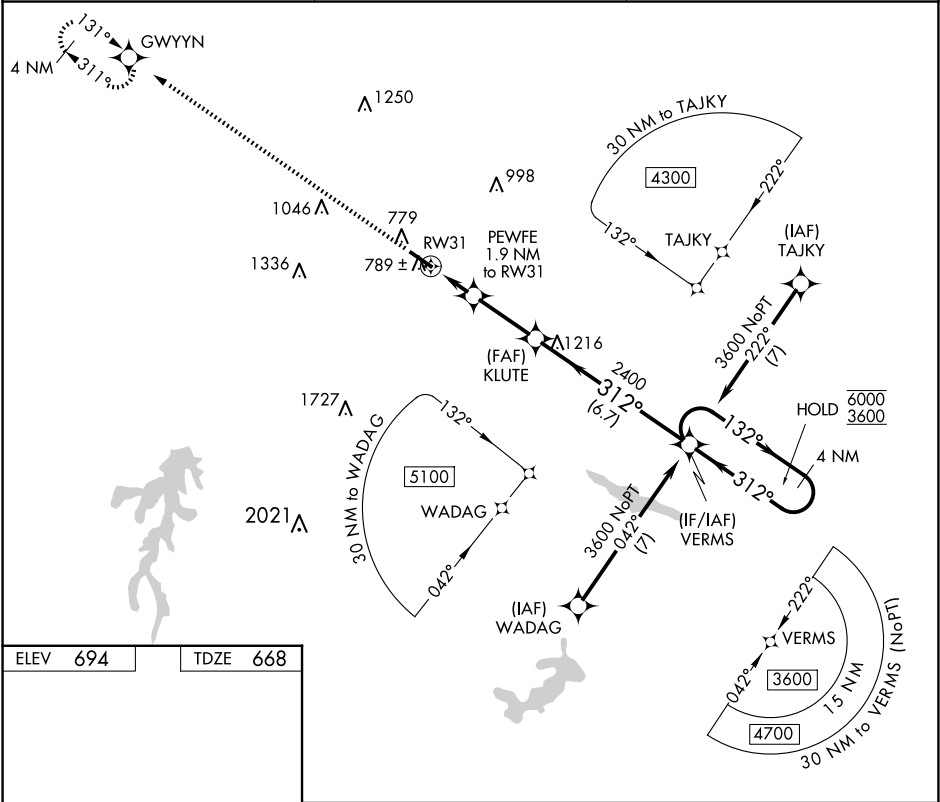 131°
GWYYN
4 NM
311°
1250
30 NM to TAJKY
4300
222°
132°
TAJKY
998
1046
779
RW31
PEWFE
1.9 NM
to RW31
(IAF)
TAJKY
1336
789 ±
3600 NoPT
222°
(7)
(FAF)
KLUTE
1216
2400
312°
(6.7)
HOLD
6000
3600
132°
4 NM
312°
1727
30 NM to WADAG
132°
5100
WADAG
042°
2021
3600 NoPT
042°
(7)
(IF/IAF)
VERMS
(IAF)
WADAG
222°
VERMS
042°
3600
15 NM
4700
30 NM to VERMS (NoPT)
ELEV 694
TDZE 668